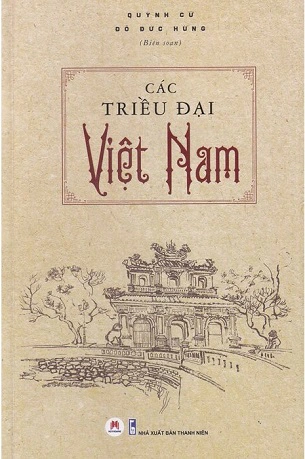 QUỲNH CƯ
ĐỖ ĐỨC HÙNG
(Biên soạn)
CÁC
TRIỀU ĐẠI
Việt Nam
NHÀ XUẤT BẢN THANH NIÊN